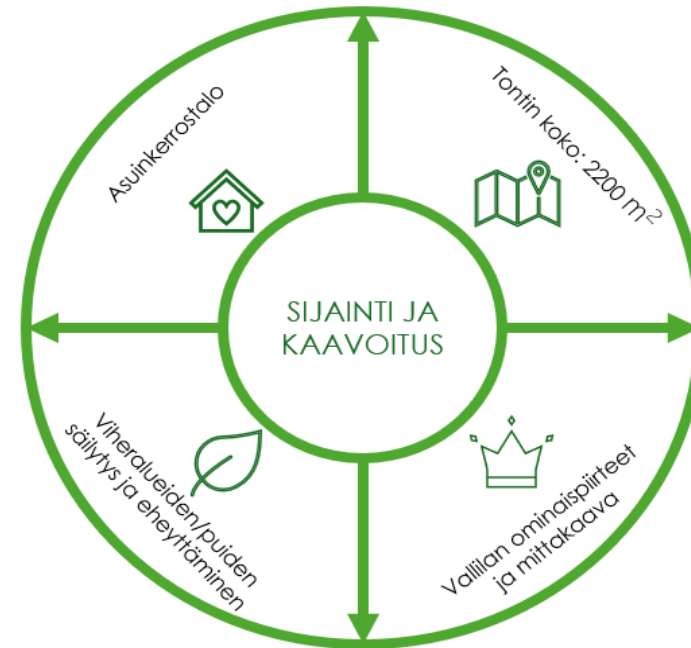 Asuinkerrostalo
Tontin koko: 2200 m²
SIJAINTI JA
KAAVOITUS
Viheralueiden/puiden
säilytys ja eheyttäminen
Vallilan ominaispiirteet
ja mittakaava